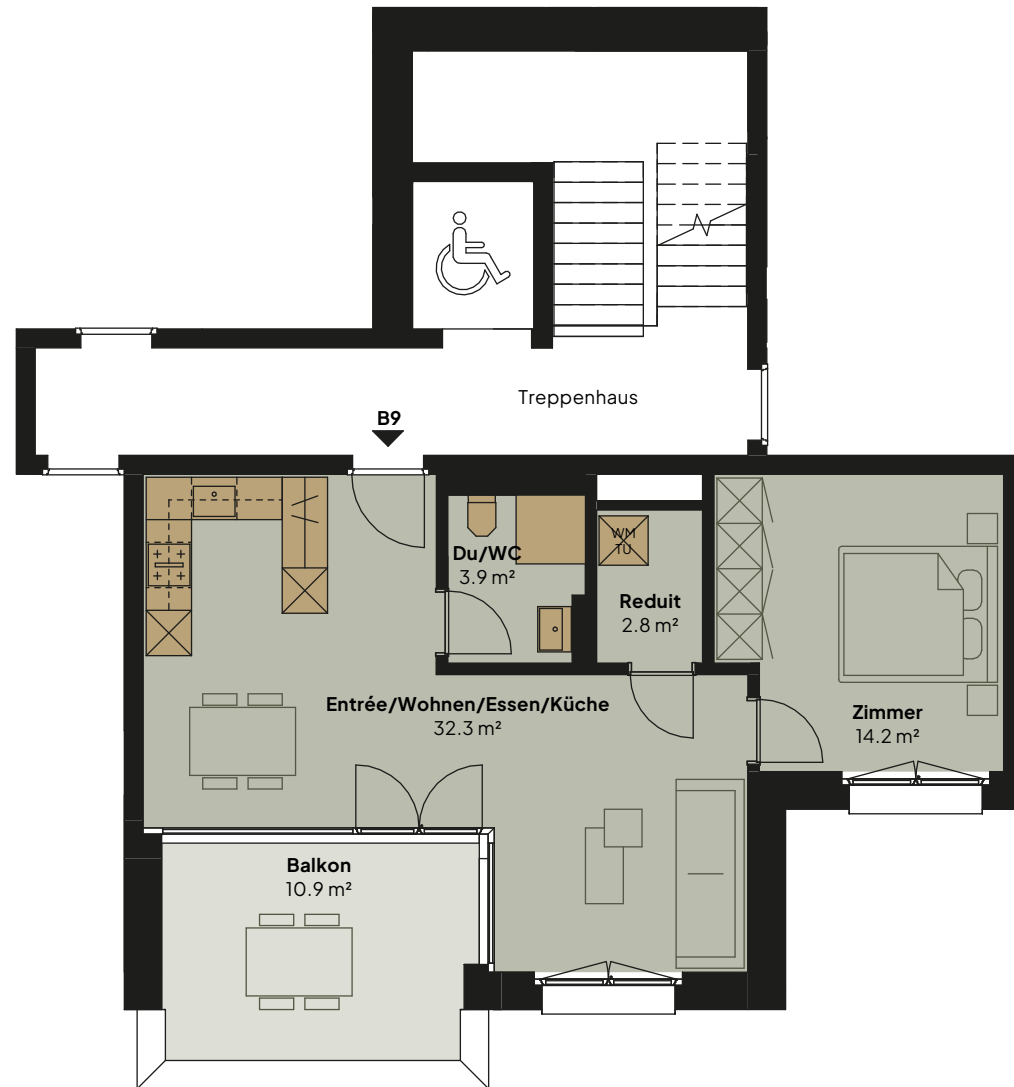 Treppenhaus
B9
Du/WC
3.9 m²
WM
TU
Reduit
2.8 m²
Entrée/Wohnen/Essen/Küche
32.3 m²
Zimmer
14.2 m²
Balkon
10.9 m²